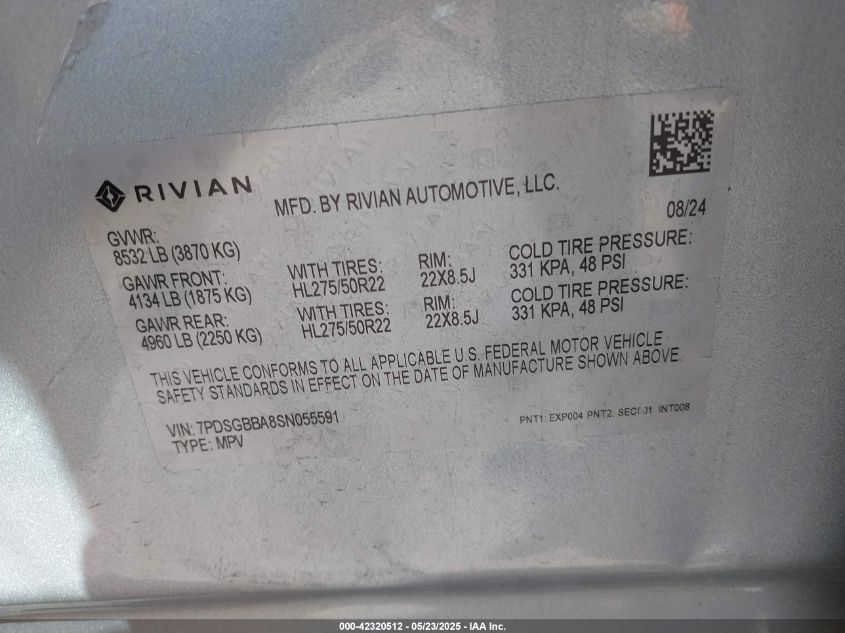 RIVIAN
MFD. BY RIVIAN AUTOMOTIVE, LLC.
08/24
GVWR:
8532 LB (3870 KG)
GAWR FRONT:
4134 LB (1875 KG)
WITH TIRES:
HL275/50R22
RIM:
22X8.5J
COLD TIRE PRESSURE:
331 KPA, 48 PSI
GAWR REAR:
4960 LB (2250 KG)
WITH TIRES:
HL275/50R22
RIM:
22X8.5J
COLD TIRE PRESSURE:
331 KPA, 48 PSI
THIS VEHICLE CONFORMS TO ALL APPLICABLE U.S. FEDERAL MOTOR VEHICLE
SAFETY STANDARDS IN EFFECT ON THE DATE OF MANUFACTURE SHOWN ABOVE.
VIN: 7PDSGBBA8SN055591
TYPE: MPV
PNT1: EXP004 PNT2: INT008
000-42320512 - 05/23/2025 - IAA Inc.